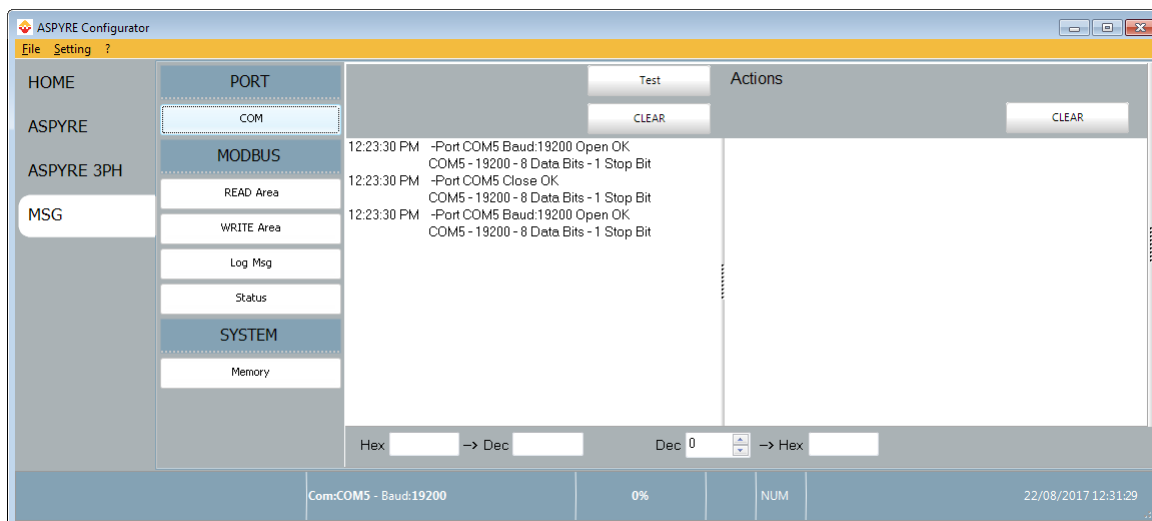 ASPYRE Configurator
File Setting ?
HOME
ASPYRE
ASPYRE 3PH
MSG
PORT
COM
MODBUS
READ Area
WRITE Area
Log Msg
Status
SYSTEM
Memory
Test
CLEAR
Actions
CLEAR
12:23:30 PM -Port COM5 Baud:19200 Open OK
COM5 - 19200 - 8 Data Bits - 1 Stop Bit
12:23:30 PM -Port COM5 Close OK
COM5 - 19200 - 8 Data Bits - 1 Stop Bit
12:23:30 PM -Port COM5 Baud:19200 Open OK
COM5 - 19200 - 8 Data Bits - 1 Stop Bit
Hex --> Dec Dec 0 --> Hex
Com:COM5 - Baud:19200 0% NUM 22/08/2017 12:31:29